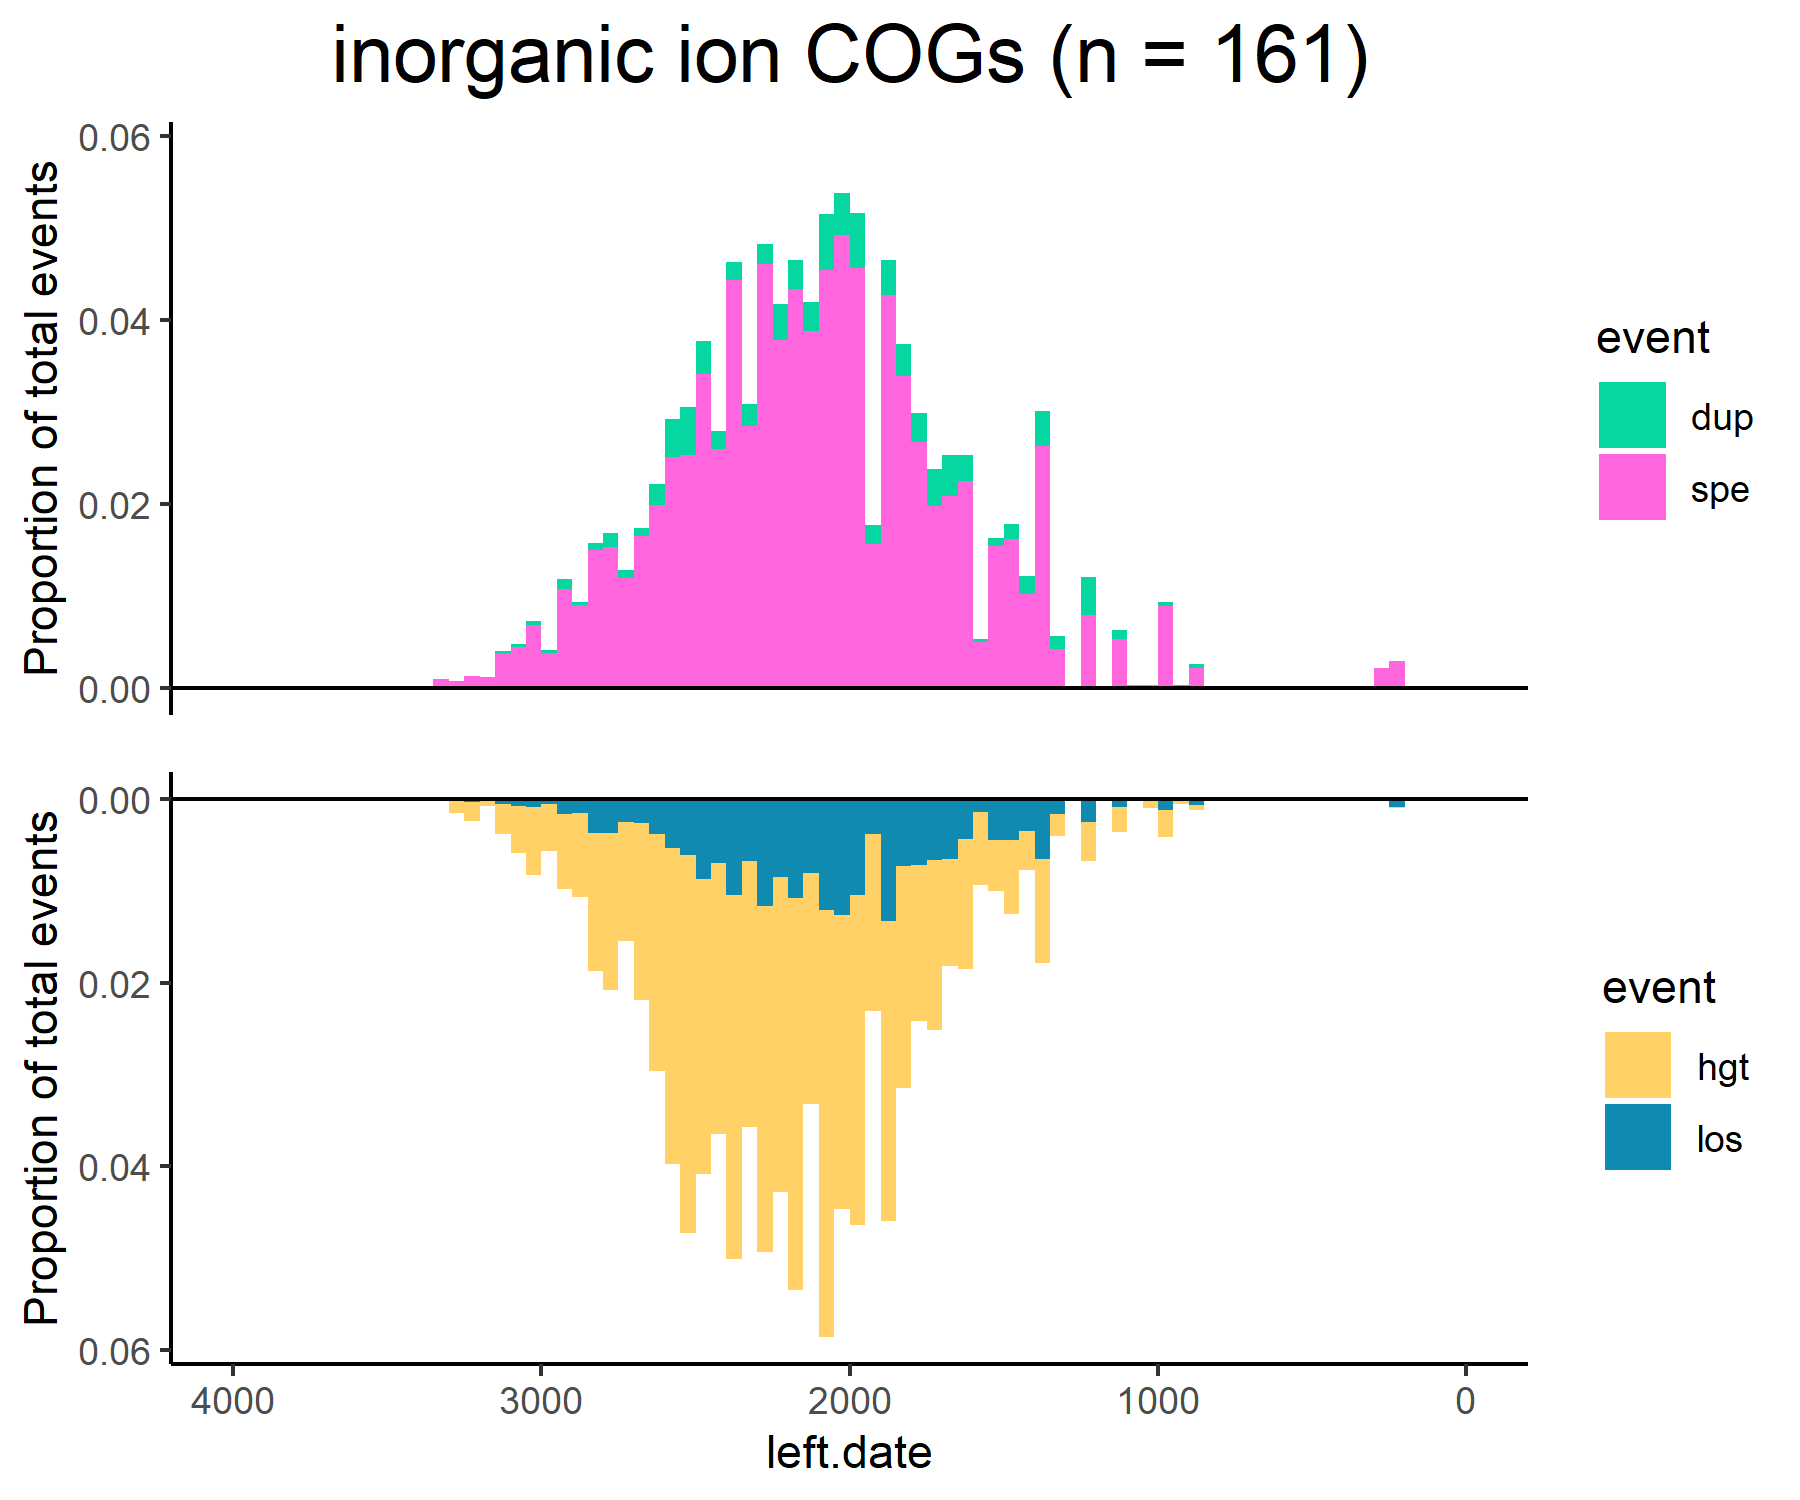 inorganic ion COGs (n = 161)
Proportion of total events
0.06
0.04
0.02
0.00
event
dup
spe
Proportion of total events
0.00
0.02
0.04
0.06
event
hgt
los
4000 3000 2000 1000 0
left.date